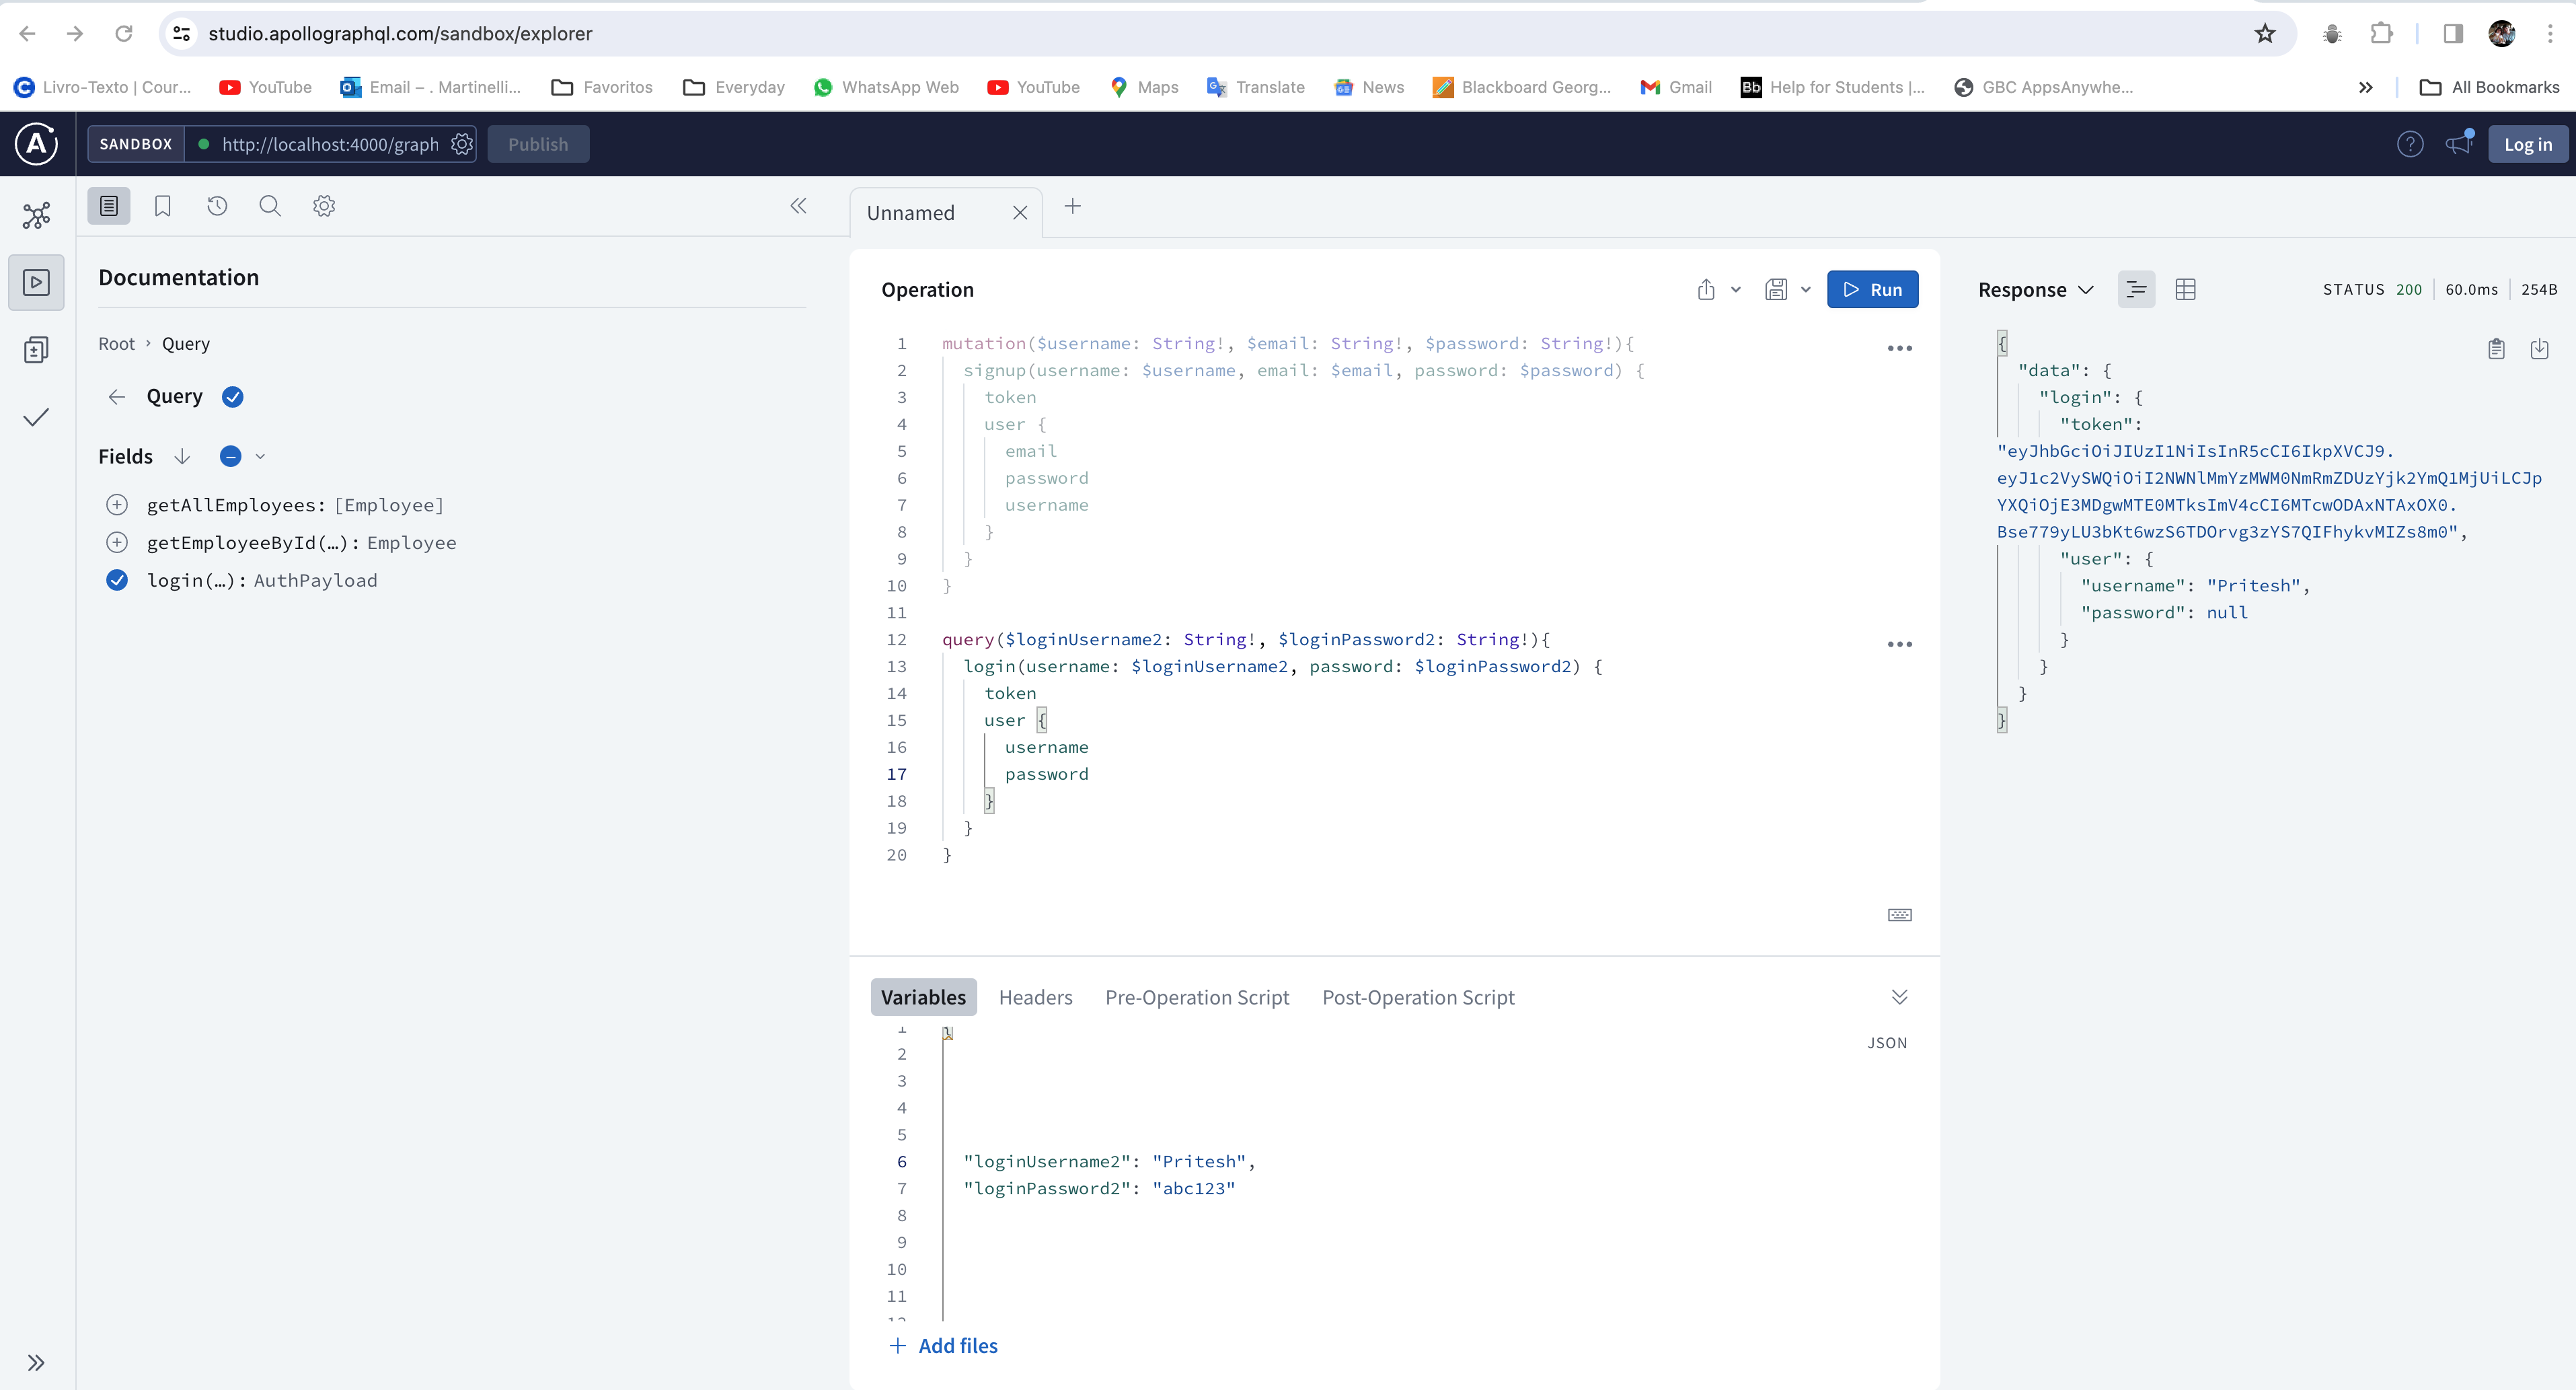 studio.apollographql.com/sandbox/explorer
Livro-Texto | Cour...
YouTube
Email – . Martinelli...
Favoritos
Everyday
WhatsApp Web
YouTube
Maps
Translate
News
Blackboard Georg...
Gmail
Bb Help for Students |...
GBC AppsAnywhe...
All Bookmarks
A
SANDBOX
http://localhost:4000/graph
Publish
Log in
Documentation
Root › Query
Query
Fields
getAllEmployees: [Employee]
getEmployeeById(…): Employee
login(…): AuthPayload
Unnamed
Operation
Run
1 mutation($username: String!, $email: String!, $password: String!){
2 signup(username: $username, email: $email, password: $password) {
3 token
4 user {
5 email
6 password
7 username
8 }
9 }
10 }
11
12 query($loginUsername2: String!, $loginPassword2: String!){
13 login(username: $loginUsername2, password: $loginPassword2) {
14 token
15 user {
16 username
17 password
18 }
19 }
20 }
Variables
Headers
Pre-Operation Script
Post-Operation Script
JSON
1
2
3
4
5
6 "loginUsername2": "Pritesh",
7 "loginPassword2": "abc123"
8
9
10
11
+ Add files
Response
STATUS 200
60.0ms
254B
{
"data": {
"login": {
"token":
"eyJhbGciOiJIUzI1NiIsInR5cCI6IkpXVCJ9.
eyJ1c2VySWQiOiI2NWNlMmYzMWM0NmRmZDUzYjk2YmQ1MjUiLCJp
YXQiOjE3MDgwMTE0MTksImV4cCI6MTcwODAxNTAxOX0.
Bse779yLU3bKt6wzS6TDOrvg3zYS7QIFhykvMIZs8m0",
"user": {
"username": "Pritesh",
"password": null
}
}
}
}